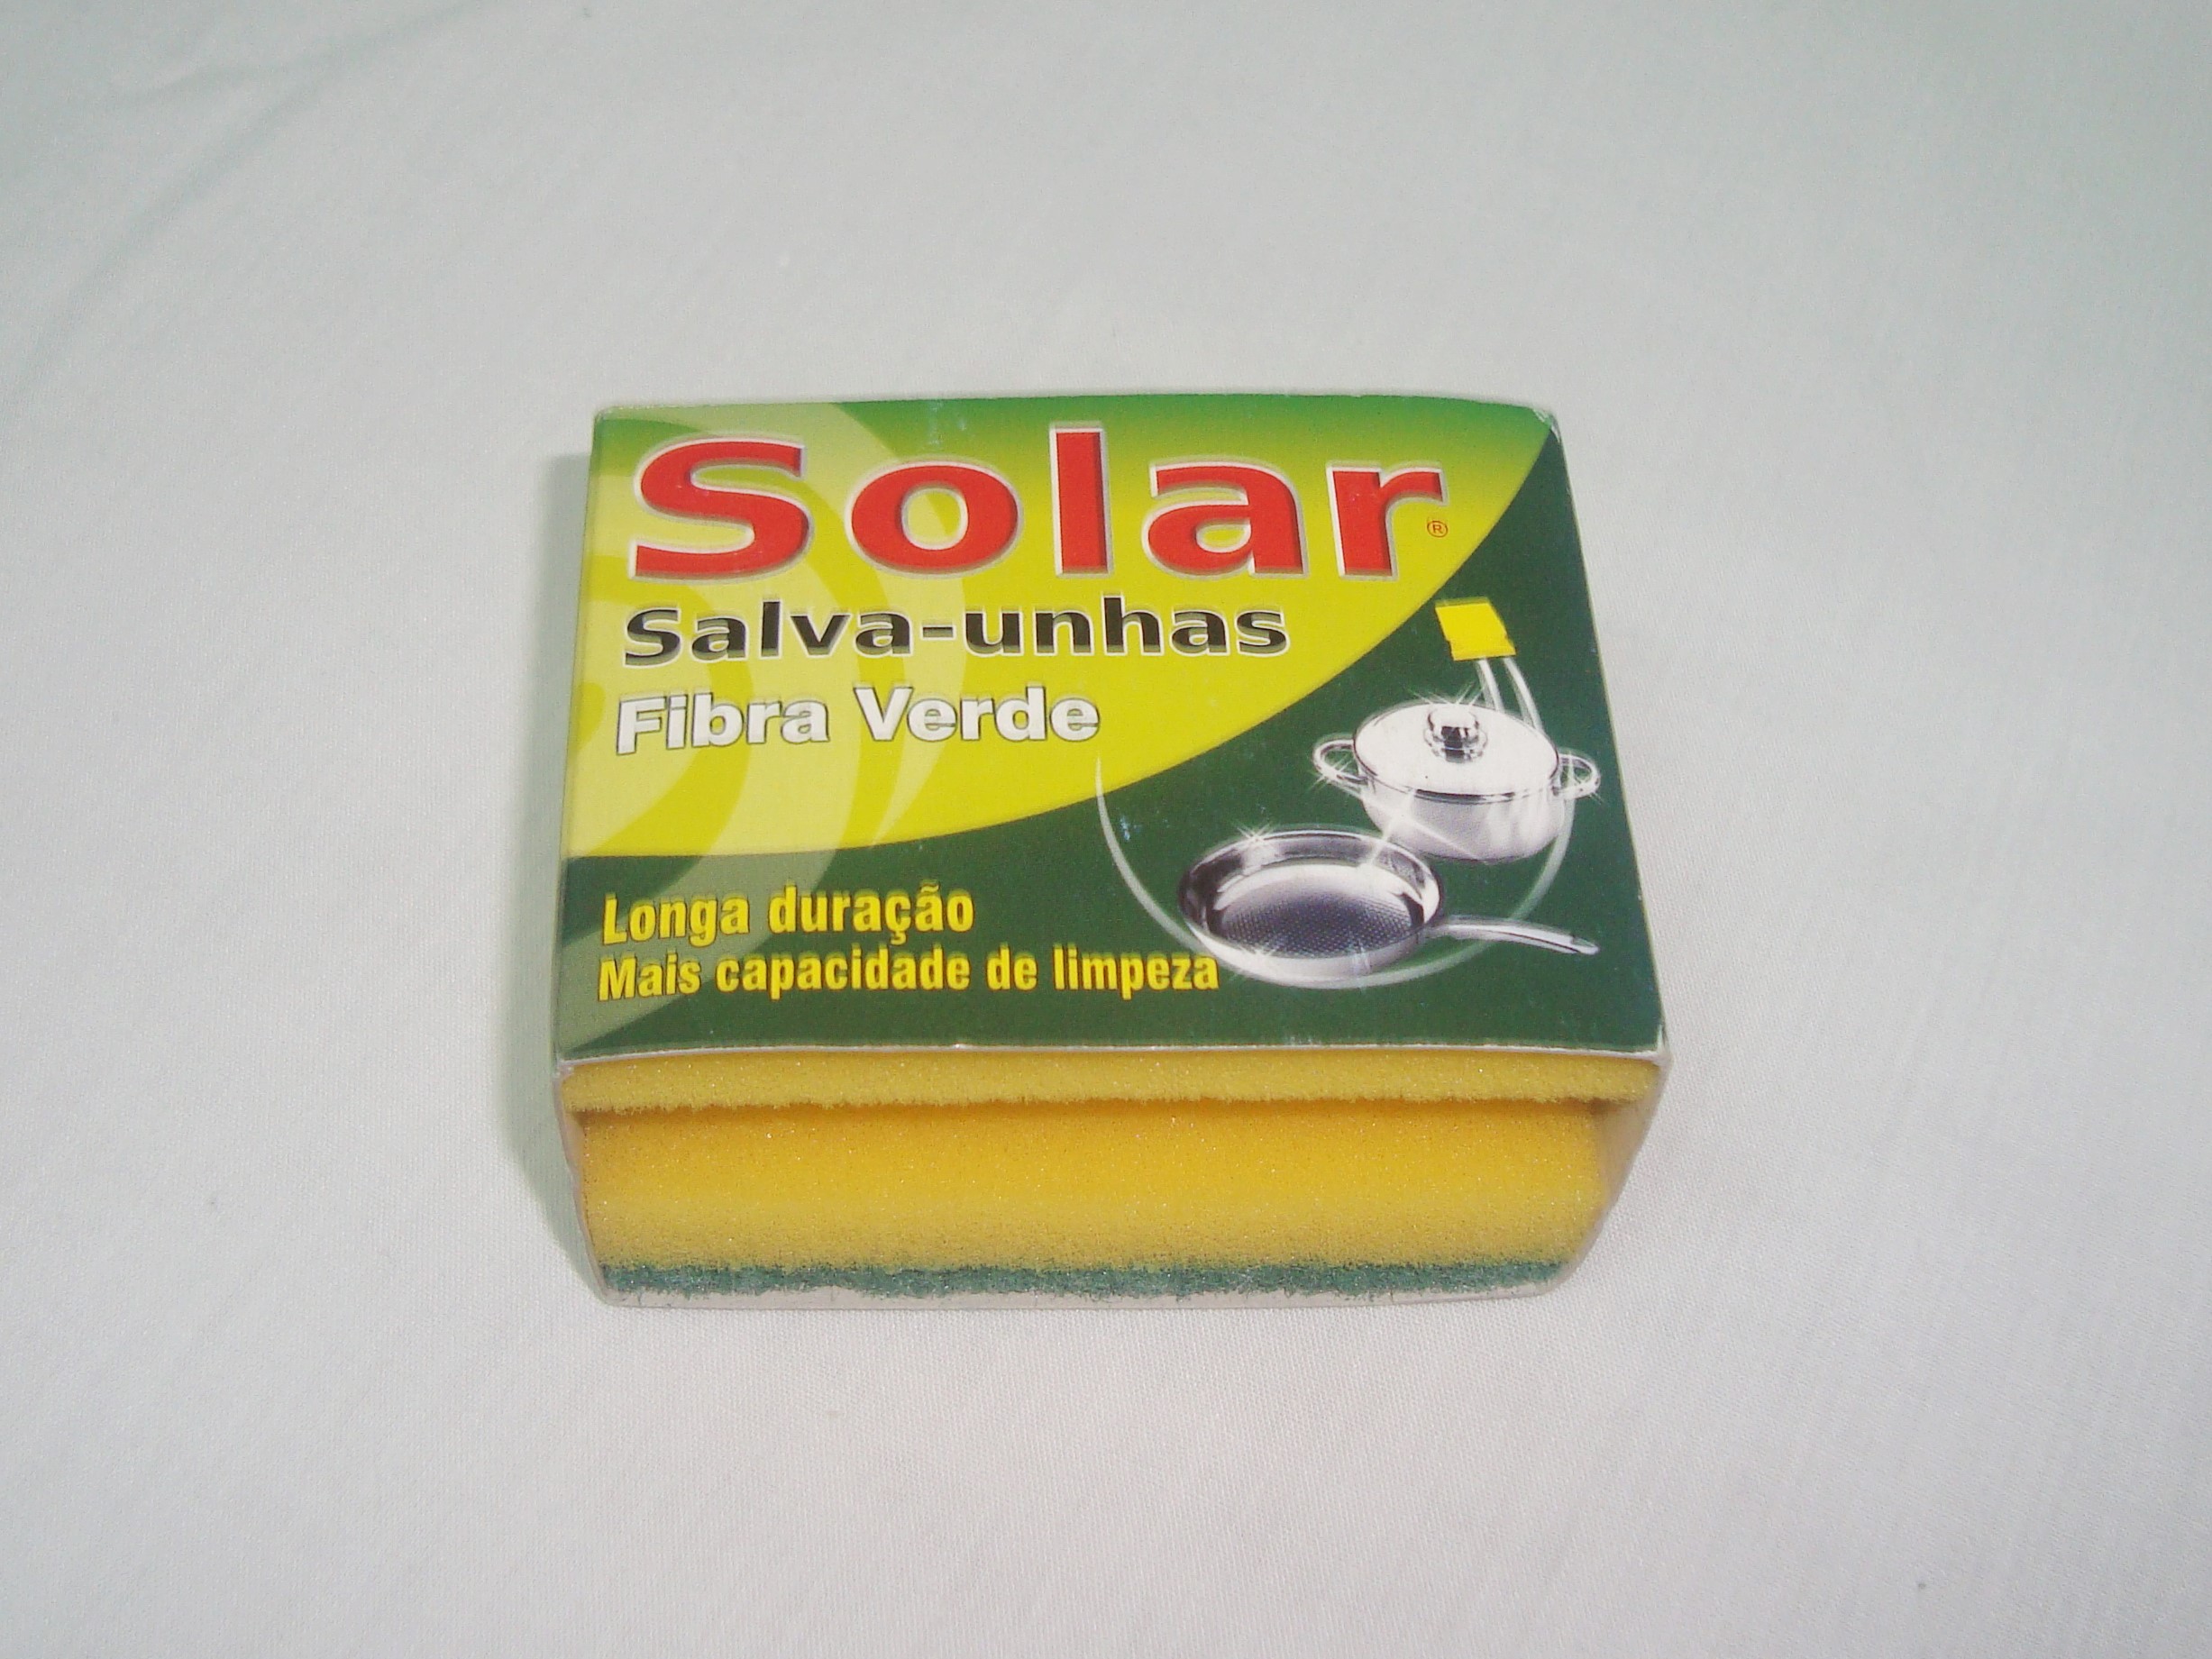 Solar®
Salva-unhas
Fibra Verde
Longa duração
Mais capacidade de limpeza